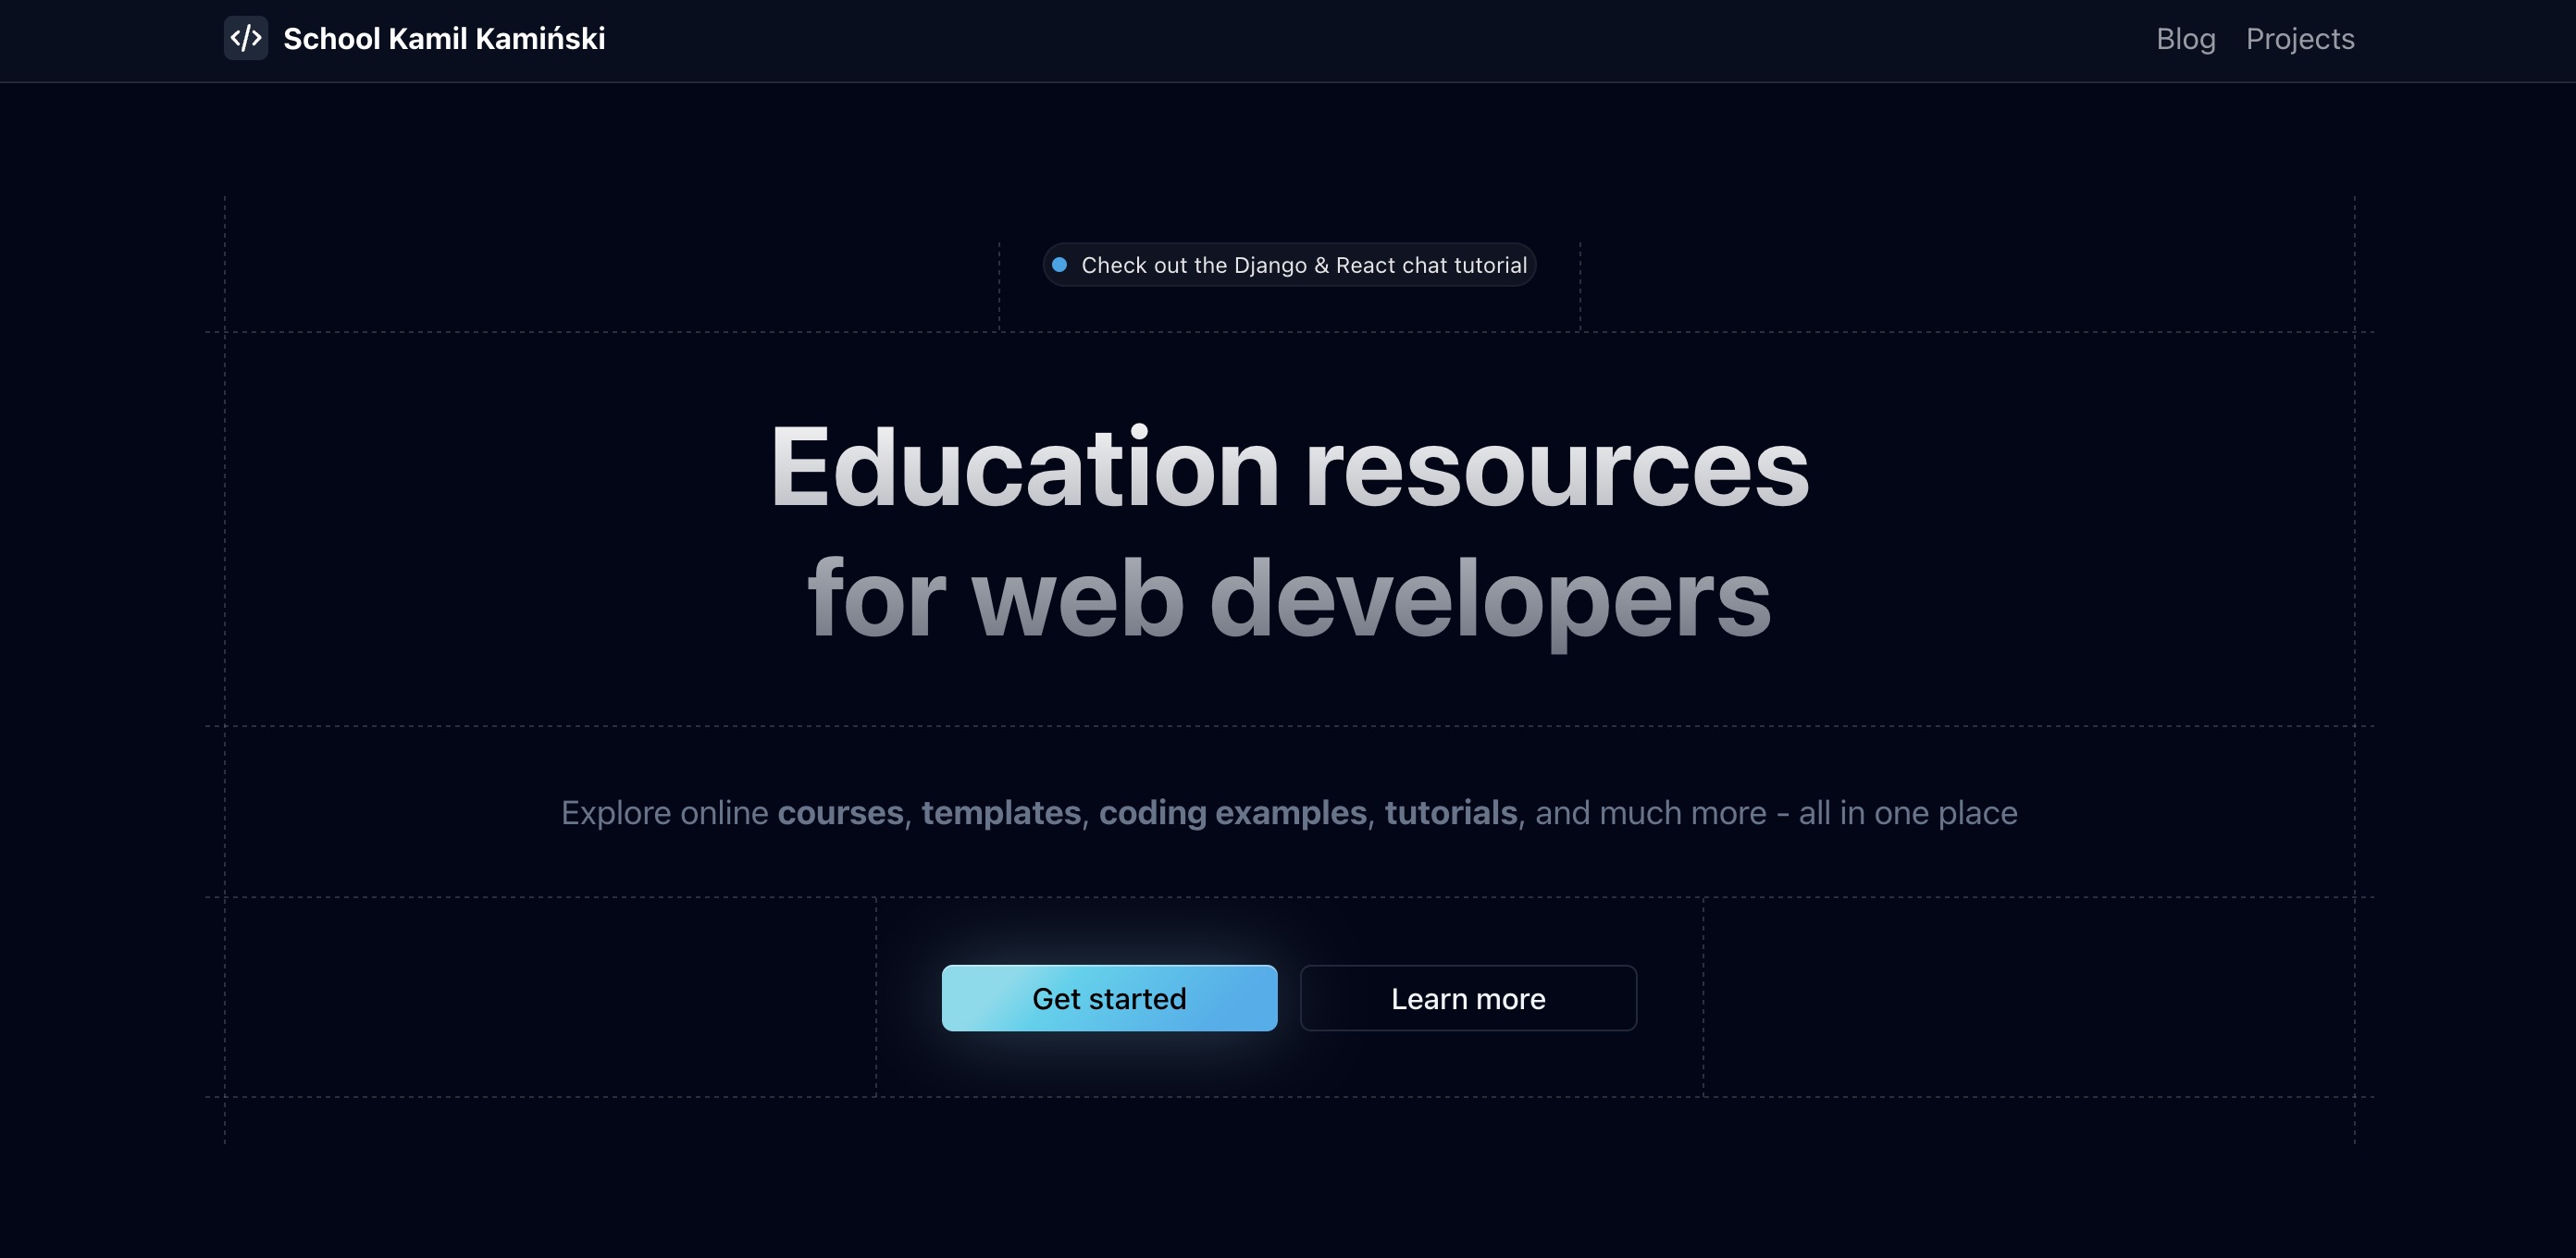 School Kamil Kamiński
Blog Projects
Check out the Django & React chat tutorial
Education resources
for web developers
Explore online courses, templates, coding examples, tutorials, and much more - all in one place
Get started
Learn more